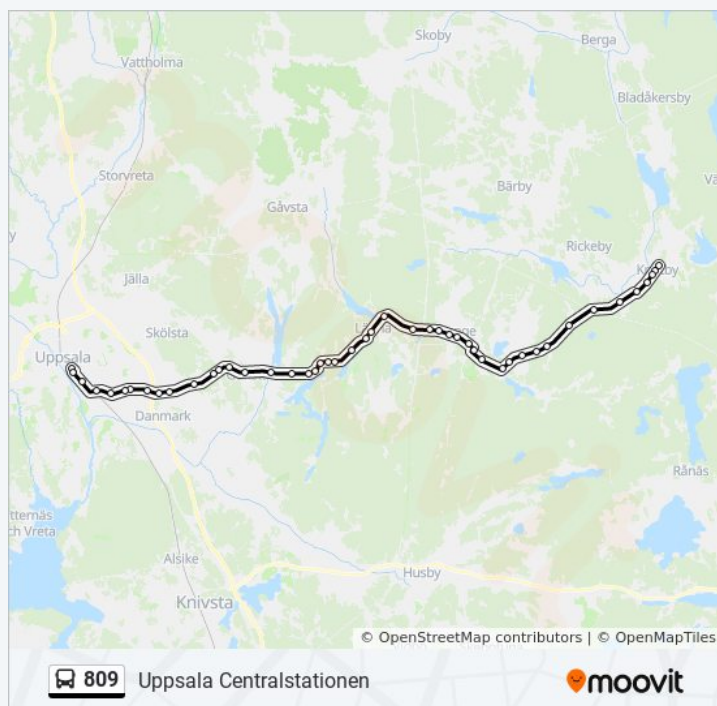 Skoby
Berga
Vattholma
Bladåkersby
Storvreta
Bärby
Gåvsta
Rickeby
Jälla
Skölsta
Uppsala
Danmark
Rånäs
Alsike
Husby
Knivsta
© OpenStreetMap contributors | © OpenMapTiles
809 Uppsala Centralstationen
moovit